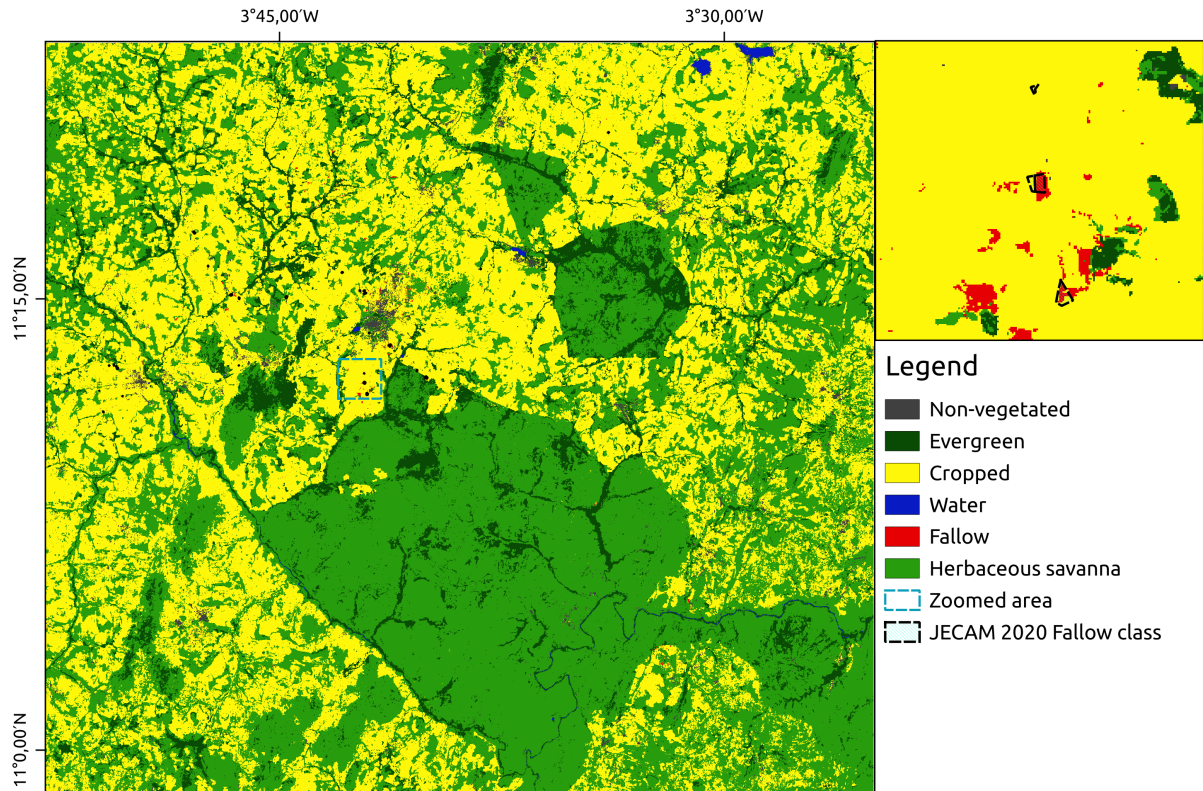 3°45,00′W
3°30,00′W
11°15,00′N
11°0,00′N
Legend
Non-vegetated
Evergreen
Cropped
Water
Fallow
Herbaceous savanna
Zoomed area
JECAM 2020 Fallow class